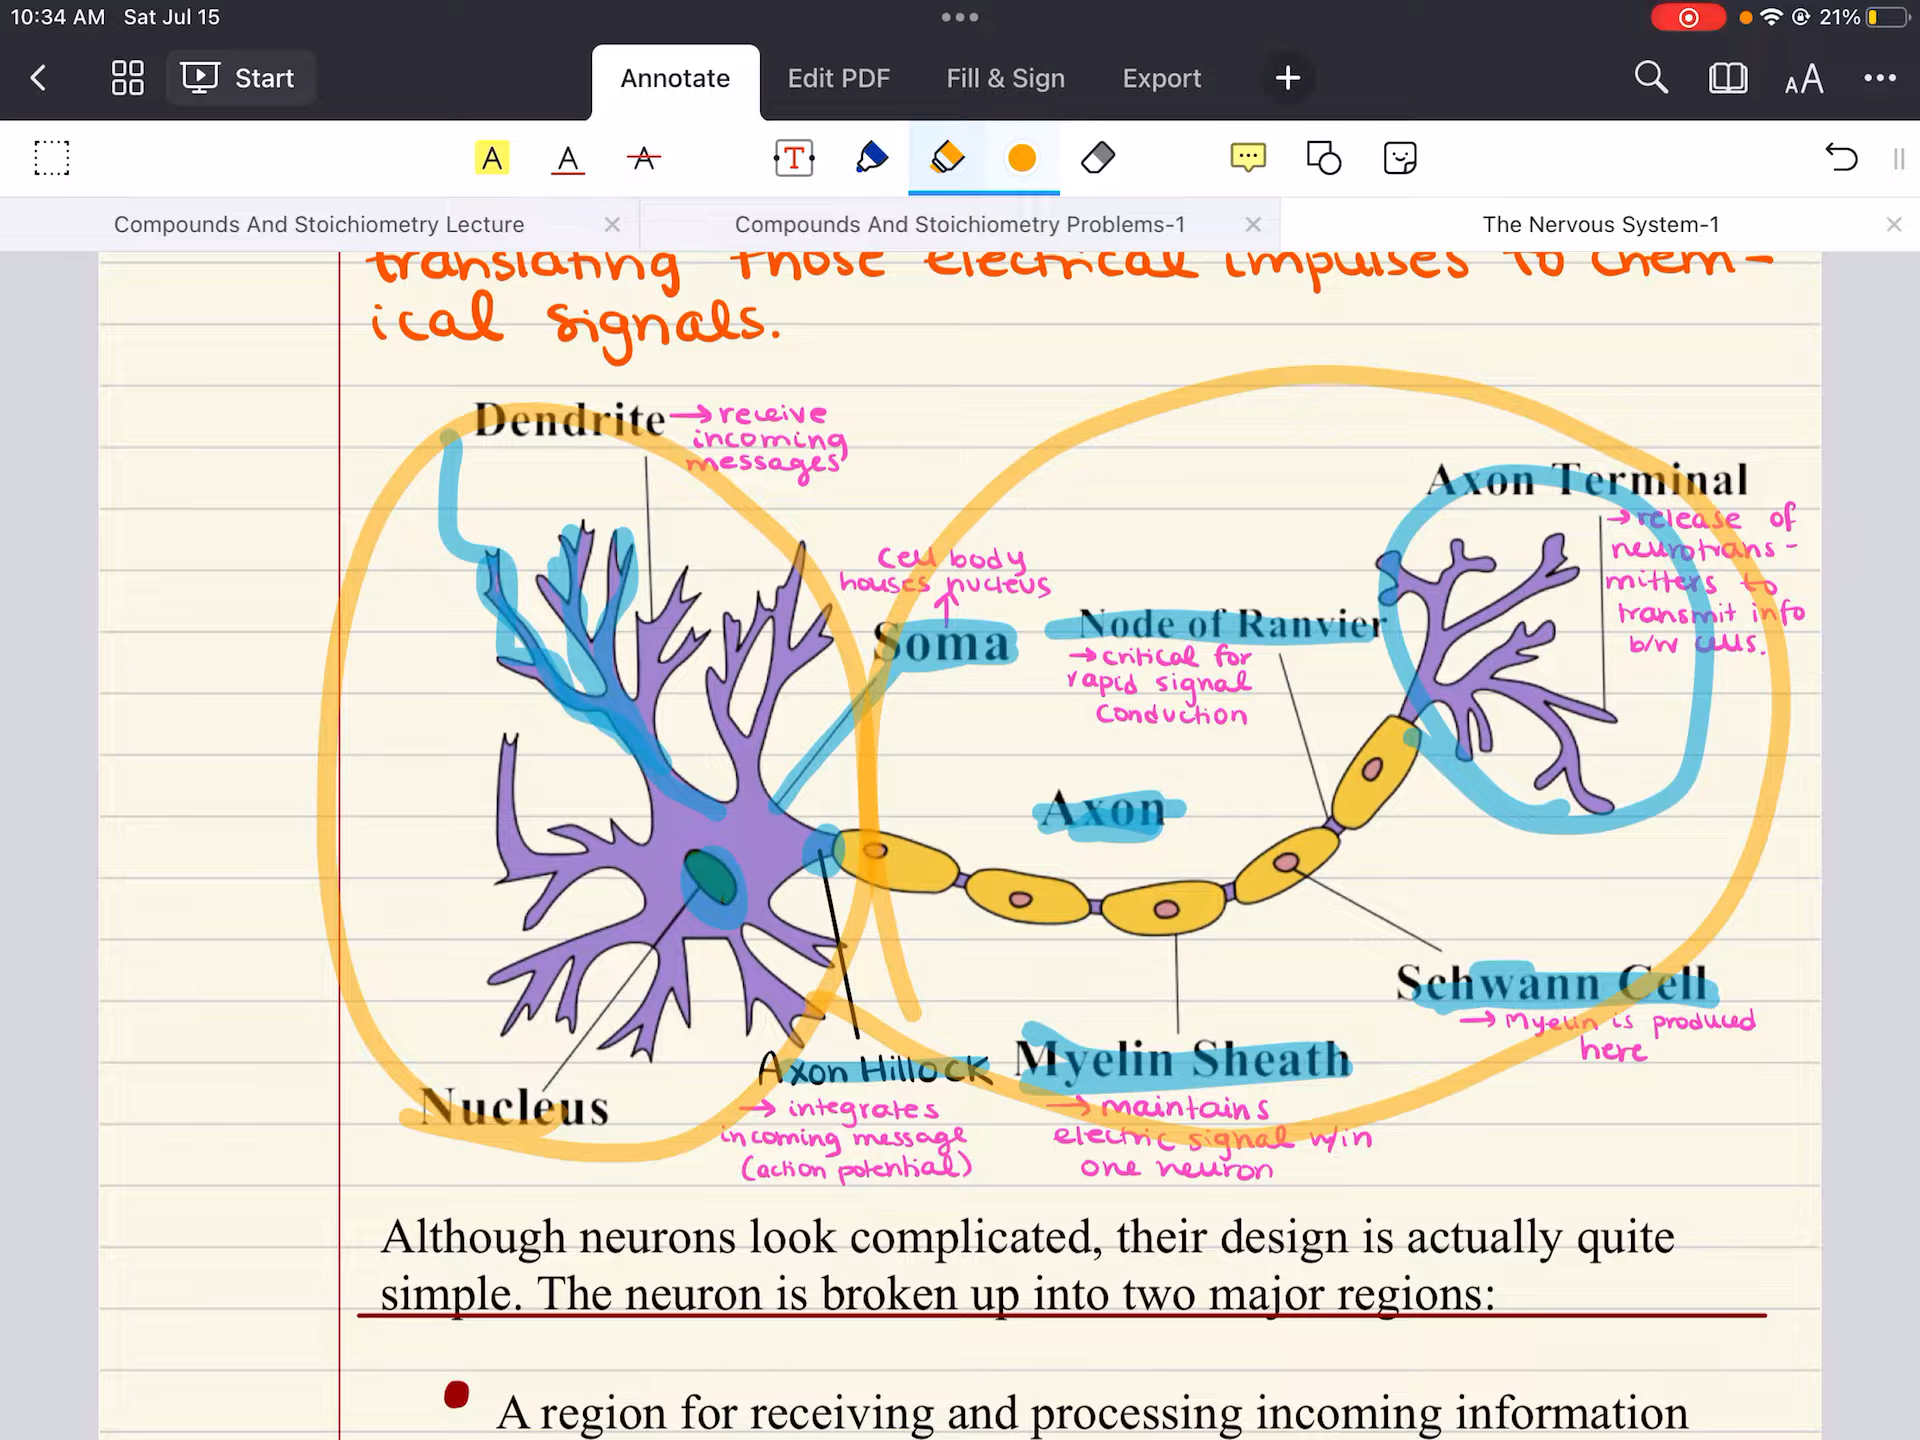 10:34 AM Sat Jul 15
21%
Start
Annotate
Edit PDF
Fill & Sign
Export
AA
A
A
A
T
Compounds And Stoichiometry Lecture
Compounds And Stoichiometry Problems-1
The Nervous System-1
translating those electrical impulses to chem-
ical signals.
Dendrite → receive
incoming
messages
Axon Terminal
→ release of
neurotrans-
mitters to
transmit info
b/w cells.
Cell body
houses nucleus
Soma
Node of Ranvier
→ critical for
rapid signal
conduction
Axon
Schwann Cell
→ Myelin is produced
here
Nucleus
Axon Hillock
→ integrates
incoming message
(action potential)
Myelin Sheath
→ maintains
electric signal w/in
one neuron
Although neurons look complicated, their design is actually quite
simple. The neuron is broken up into two major regions:
• A region for receiving and processing incoming information